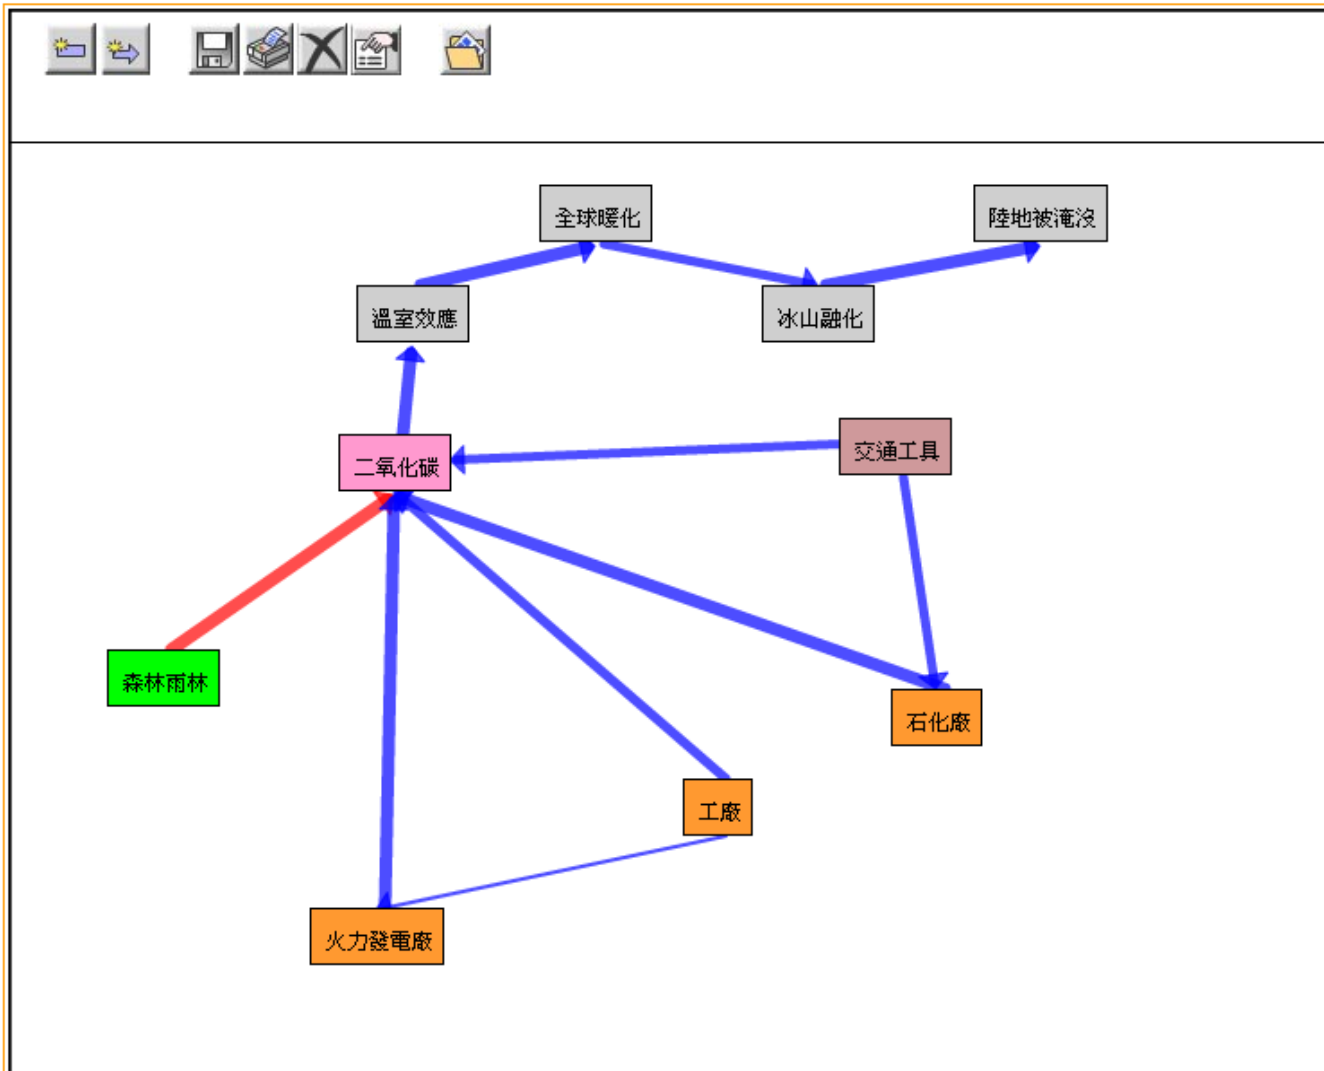 全球暖化
陸地被淹沒
溫室效應
冰山融化
交通工具
二氧化碳
森林雨林
石化廠
工廠
火力發電廠